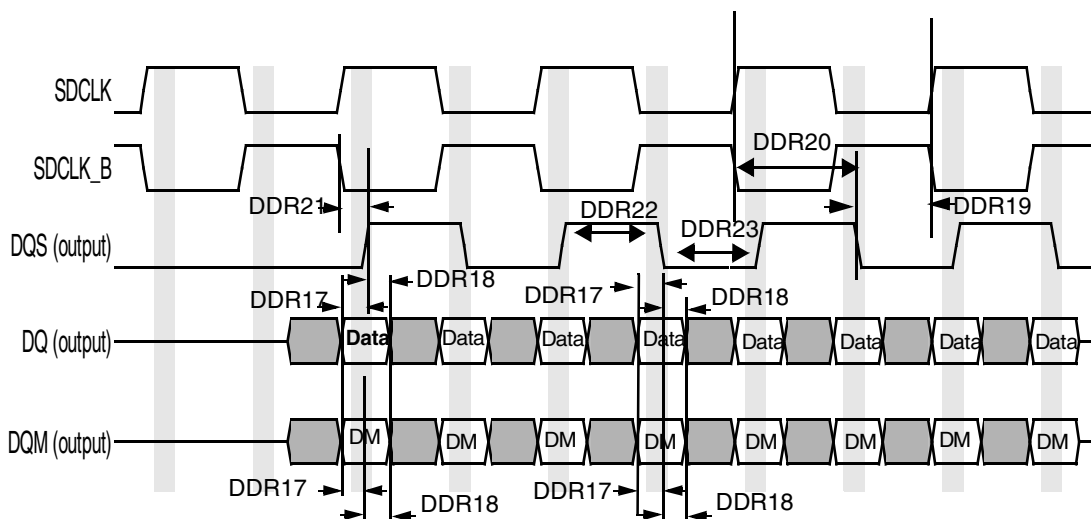 SDCLK
SDCLK_B
DDR20
DDR21
DDR22
DDR19
DQS (output)
DDR23
DDR18
DDR17
DDR17
DDR18
DQ (output)
Data Data Data Data Data Data Data Data
DQM (output)
DM DM DM DM DM DM DM DM
DDR17
DDR18
DDR17
DDR18